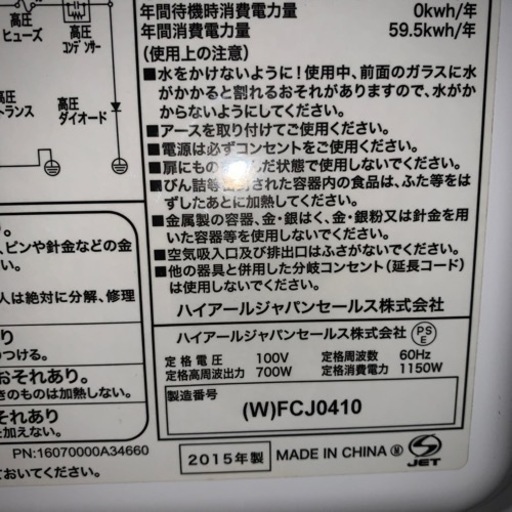 高圧
ヒューズ
高圧
コンデンサー
トランス
高圧
ダイオード
年間待機時消費電力量 0kwh/年
年間消費電力量 59.5kwh/年
(使用上の注意)
■水をかけないように!使用中、前面のガラスに水
がかかると割れるおそれがありますので、水がか
からないようにしてください。
■アースを取り付けてご使用ください。
■電源は必ずコンセントをご使用ください。
■扉にもの だ状態で使用しないでください。
■びん詰等 された容器内の食品は、ふた等をは
ずしたあとに加熱してください。
■金属製の容器、金・銀はく、金・銀粉又は針金を用
いた容器等を使用しないでください。
■空気吸入口及び排出口はふさがないでください。
■他の器具と併用した分岐コンセント(延長コード)
は使用しないでください。
ハイアールジャパンセールス株式会社
。
、ピンや針金などの金
い。
人は絶対に分解、修理
り
つける。
おそれあり。
きのものは加熱しない。
それあり
を加えない。
PN:16070000A34660
ておいてください。
ハイアールジャパンセールス株式会社
PS
E
定格電圧 100V 定格周波数 60Hz
定格高周波出力 700W 定格消費電力 1150W
製造番号
(W)FCJ0410
2015年製 MADE IN CHINA
JET